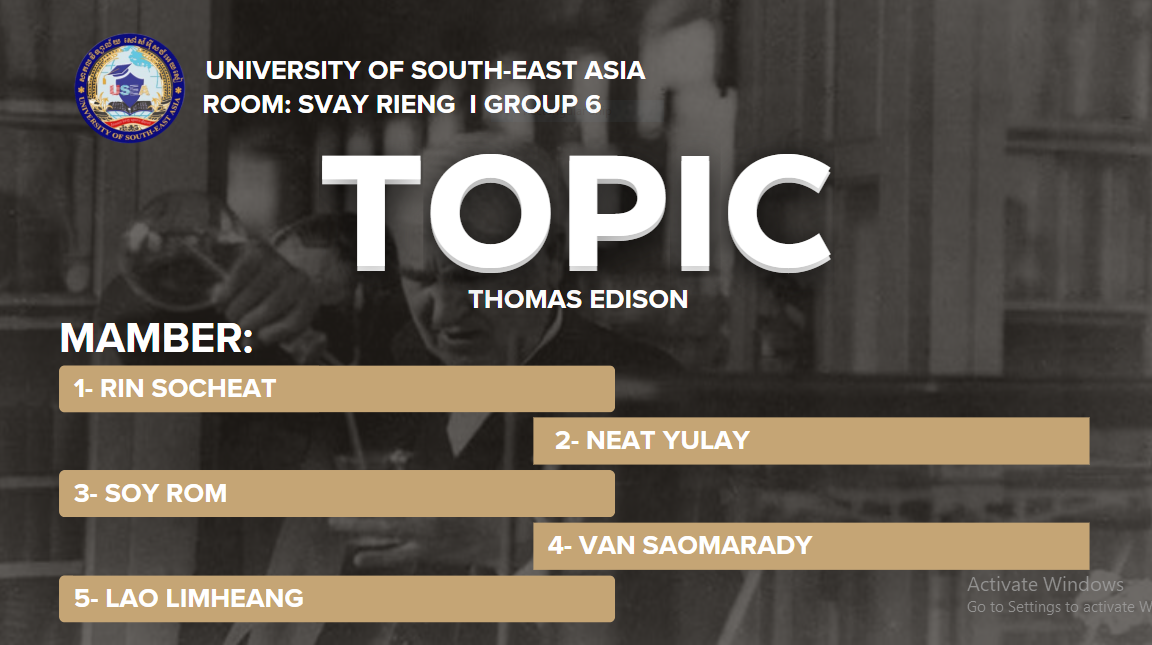 USEA
UNIVERSITY OF SOUTH-EAST ASIA
UNIVERSITY OF SOUTH-EAST ASIA
ROOM: SVAY RIENG I GROUP 6
TOPIC
THOMAS EDISON
MAMBER:
1- RIN SOCHEAT
2- NEAT YULAY
3- SOY ROM
4- VAN SAOMARADY
5- LAO LIMHEANG
Activate Windows
Go to Settings to activate W